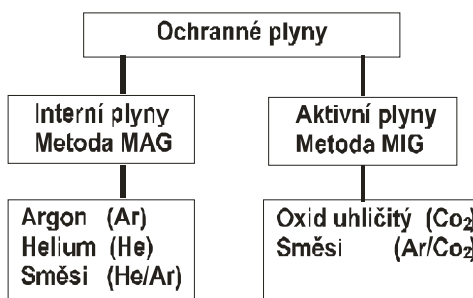 Ochranné plyny
Interní plyny
Metoda MAG
Aktivní plyny
Metoda MIG
Argon (Ar)
Helium (He)
Směsi (He/Ar)
Oxid uhličitý (Co₂)
Směsi (Ar/Co₂)